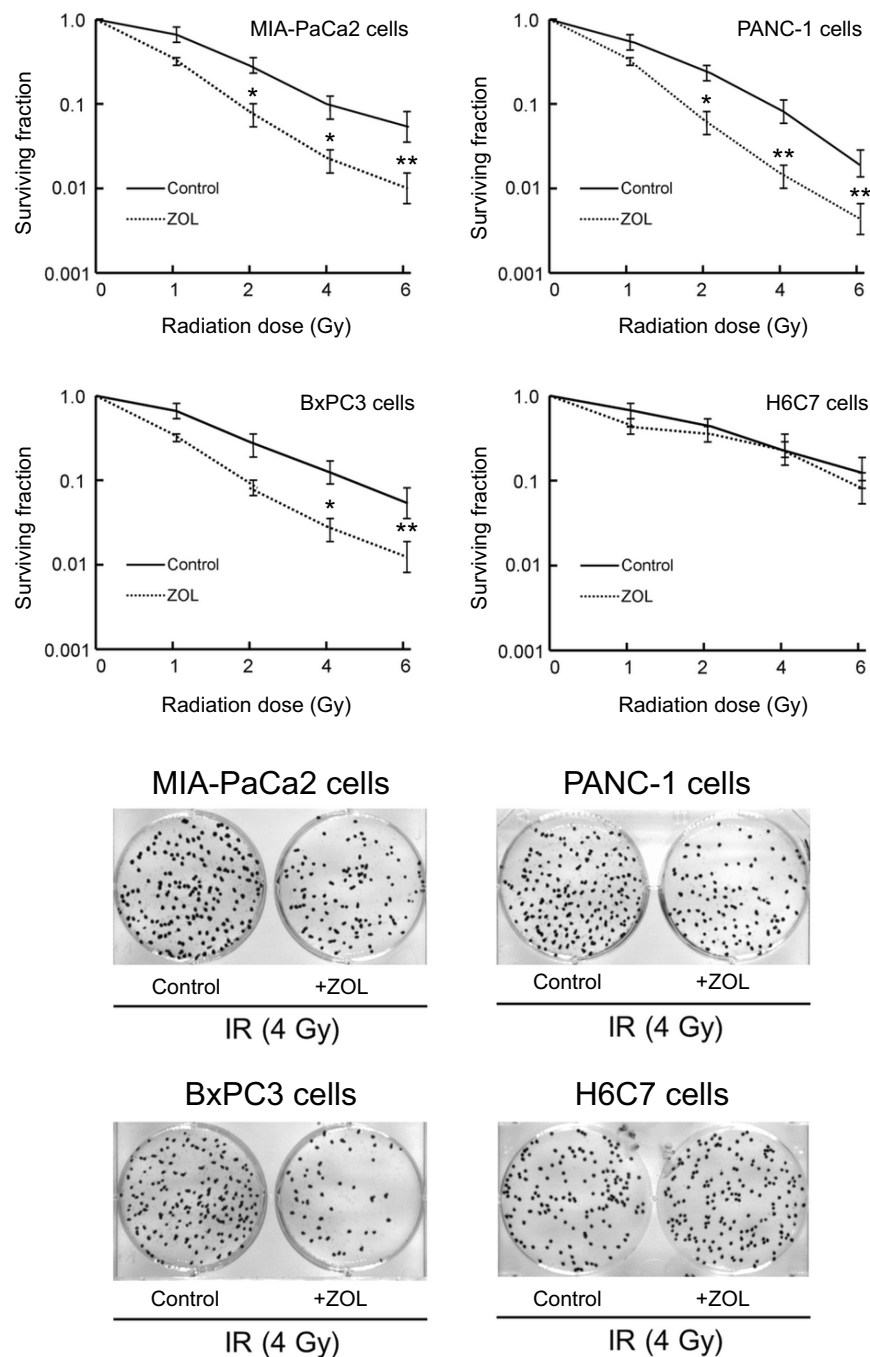 MIA-PaCa2 cells
Surviving fraction
1.0
0.1
0.01
0.001
*
*
**
Control
ZOL
0 1 2 4 6
Radiation dose (Gy)
PANC-1 cells
Surviving fraction
1.0
0.1
0.01
0.001
*
**
**
Control
ZOL
0 1 2 4 6
Radiation dose (Gy)
BxPC3 cells
Surviving fraction
1.0
0.1
0.01
0.001
*
**
Control
ZOL
0 1 2 4 6
Radiation dose (Gy)
H6C7 cells
Surviving fraction
1.0
0.1
0.01
0.001
Control
ZOL
0 1 2 4 6
Radiation dose (Gy)
MIA-PaCa2 cells
Control +ZOL
IR (4 Gy)
PANC-1 cells
Control +ZOL
IR (4 Gy)
BxPC3 cells
Control +ZOL
IR (4 Gy)
H6C7 cells
Control +ZOL
IR (4 Gy)